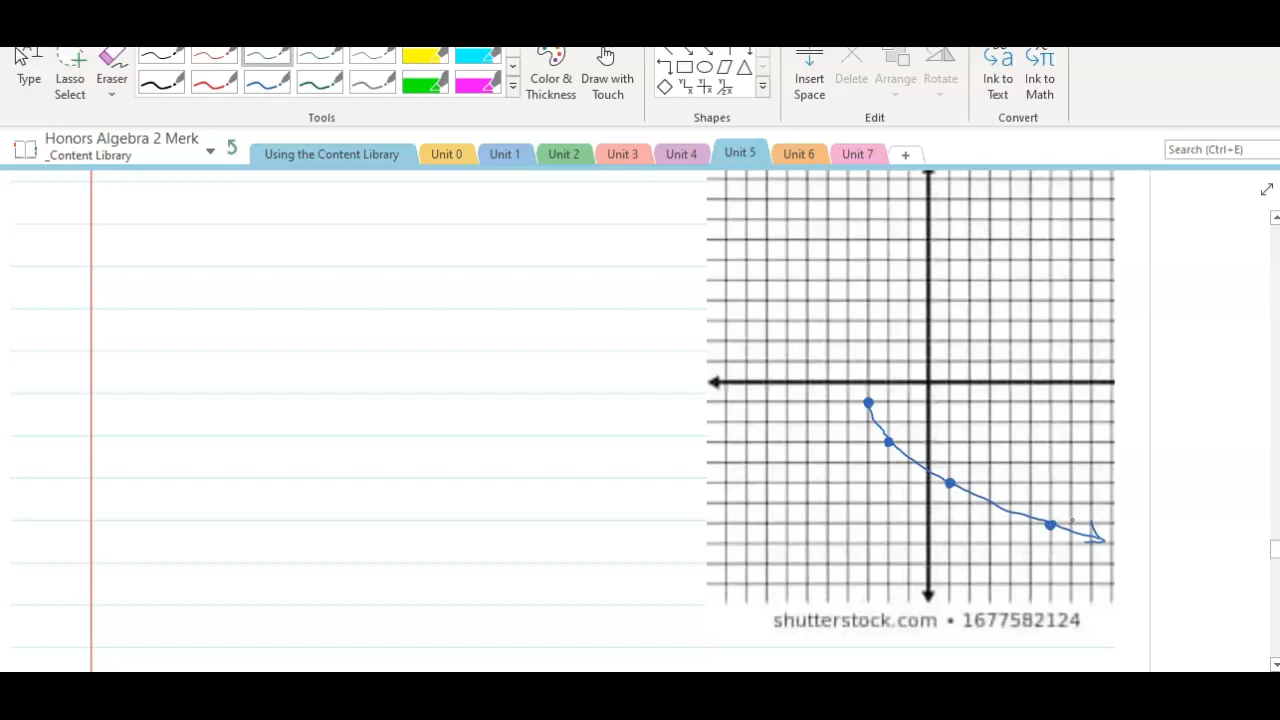 Type
Lasso Select
Eraser
Color & Thickness
Draw with Touch
Insert Space
Delete
Arrange
Rotate
Ink to Text
Ink to Math
Tools
Shapes
Edit
Convert
Honors Algebra 2 Merk
_Content Library
Using the Content Library
Unit 0
Unit 1
Unit 2
Unit 3
Unit 4
Unit 5
Unit 6
Unit 7
Search (Ctrl+E)
shutterstock.com • 1677582124